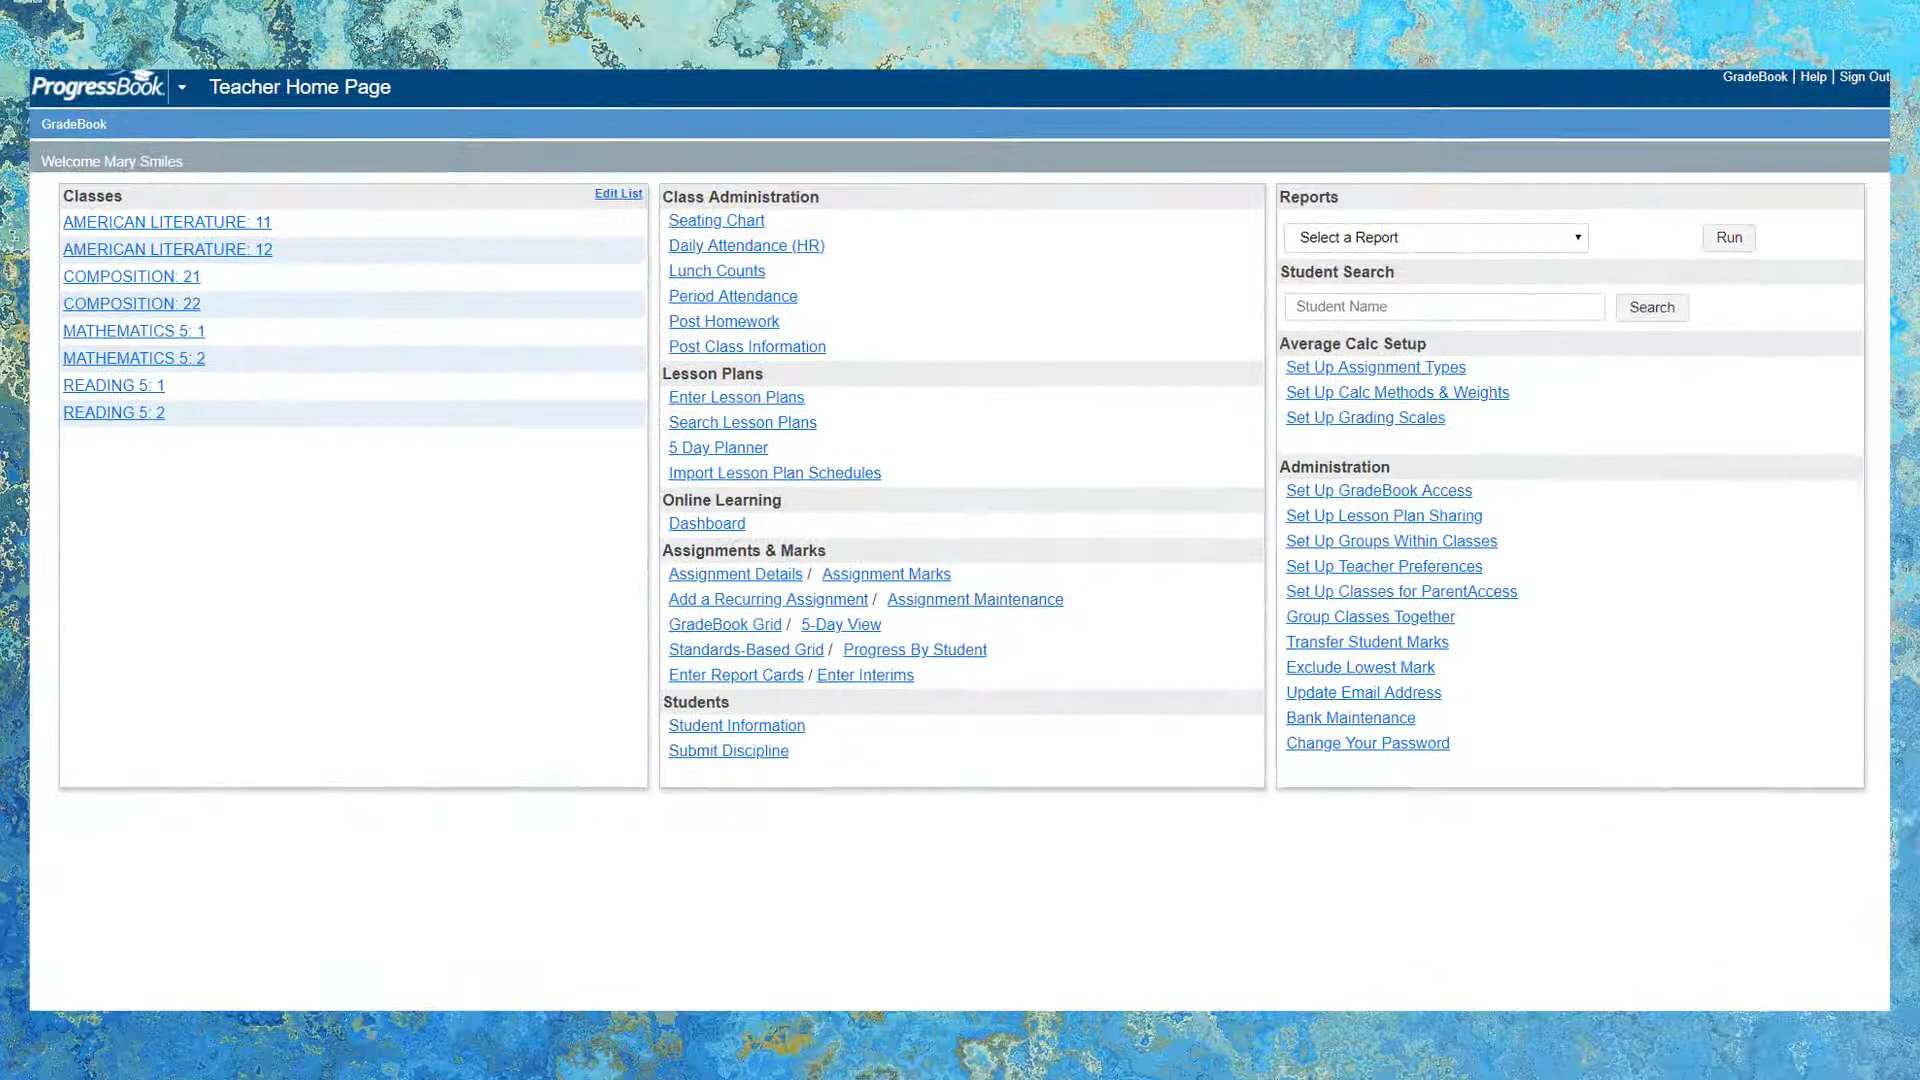 ProgressBook Teacher Home Page GradeBook | Help | Sign Out
GradeBook
Welcome Mary Smiles
Classes Edit List
AMERICAN LITERATURE: 11
AMERICAN LITERATURE: 12
COMPOSITION: 21
COMPOSITION: 22
MATHEMATICS 5: 1
MATHEMATICS 5: 2
READING 5: 1
READING 5: 2
Class Administration
Seating Chart
Daily Attendance (HR)
Lunch Counts
Period Attendance
Post Homework
Post Class Information
Lesson Plans
Enter Lesson Plans
Search Lesson Plans
5 Day Planner
Import Lesson Plan Schedules
Online Learning
Dashboard
Assignments & Marks
Assignment Details / Assignment Marks
Add a Recurring Assignment / Assignment Maintenance
GradeBook Grid / 5-Day View
Standards-Based Grid / Progress By Student
Enter Report Cards / Enter Interims
Students
Student Information
Submit Discipline
Reports
Select a Report Run
Student Search
Student Name Search
Average Calc Setup
Set Up Assignment Types
Set Up Calc Methods & Weights
Set Up Grading Scales
Administration
Set Up GradeBook Access
Set Up Lesson Plan Sharing
Set Up Groups Within Classes
Set Up Teacher Preferences
Set Up Classes for ParentAccess
Group Classes Together
Transfer Student Marks
Exclude Lowest Mark
Update Email Address
Bank Maintenance
Change Your Password